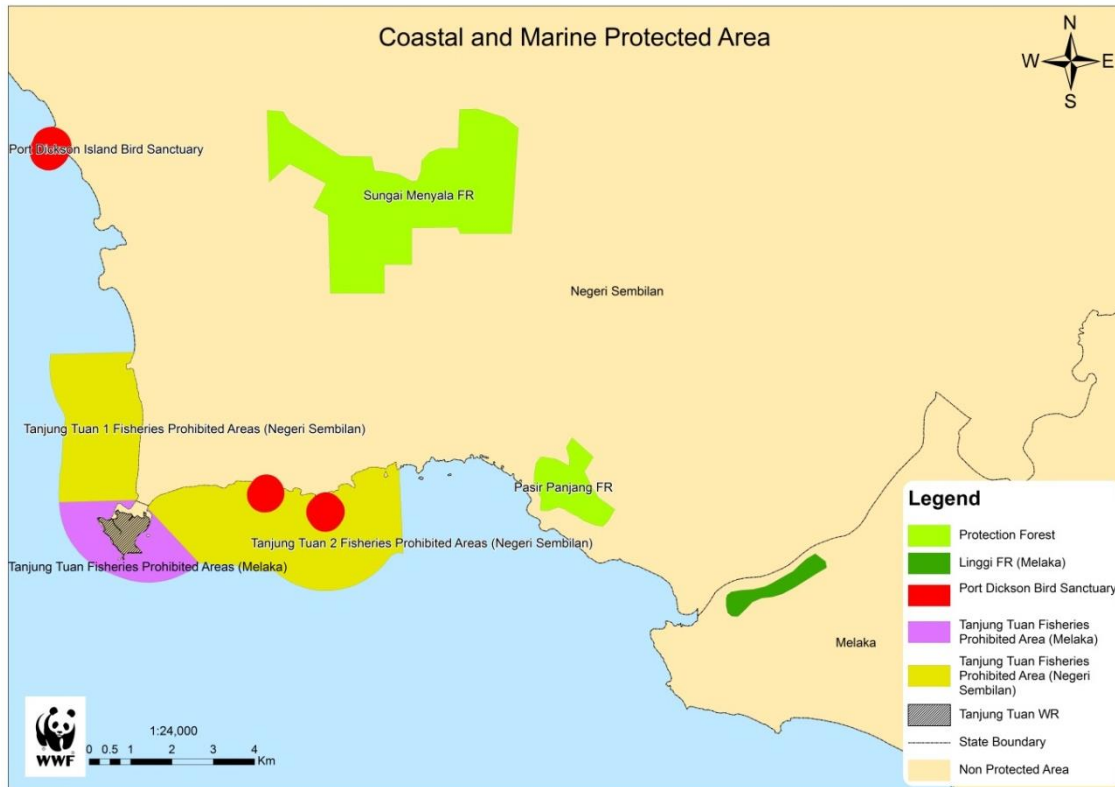 Coastal and Marine Protected Area
N
W
E
S
Port Dickson Island Bird Sanctuary
Sungai Menyala FR
Negeri Sembilan
Tanjung Tuan 1 Fisheries Prohibited Areas (Negeri Sembilan)
Pasir Panjang FR
Tanjung Tuan 2 Fisheries Prohibited Areas (Negeri Sembilan)
Tanjung Tuan Fisheries Prohibited Areas (Melaka)
Melaka
Legend
Protection Forest
Linggi FR (Melaka)
Port Dickson Bird Sanctuary
Tanjung Tuan Fisheries
Prohibited Area (Melaka)
Tanjung Tuan Fisheries
Prohibited Area (Negeri
Sembilan)
Tanjung Tuan WR
State Boundary
Non Protected Area
WWF
1:24,000
0 0.5 1 2 3 4
Km